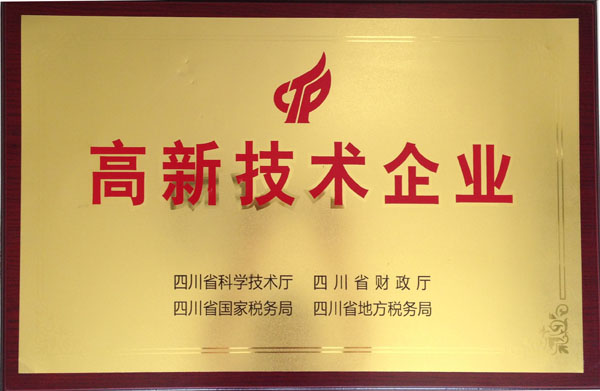 CTP
高新技术企业
四川省科学技术厅 四川省财政厅
四川省国家税务局 四川省地方税务局